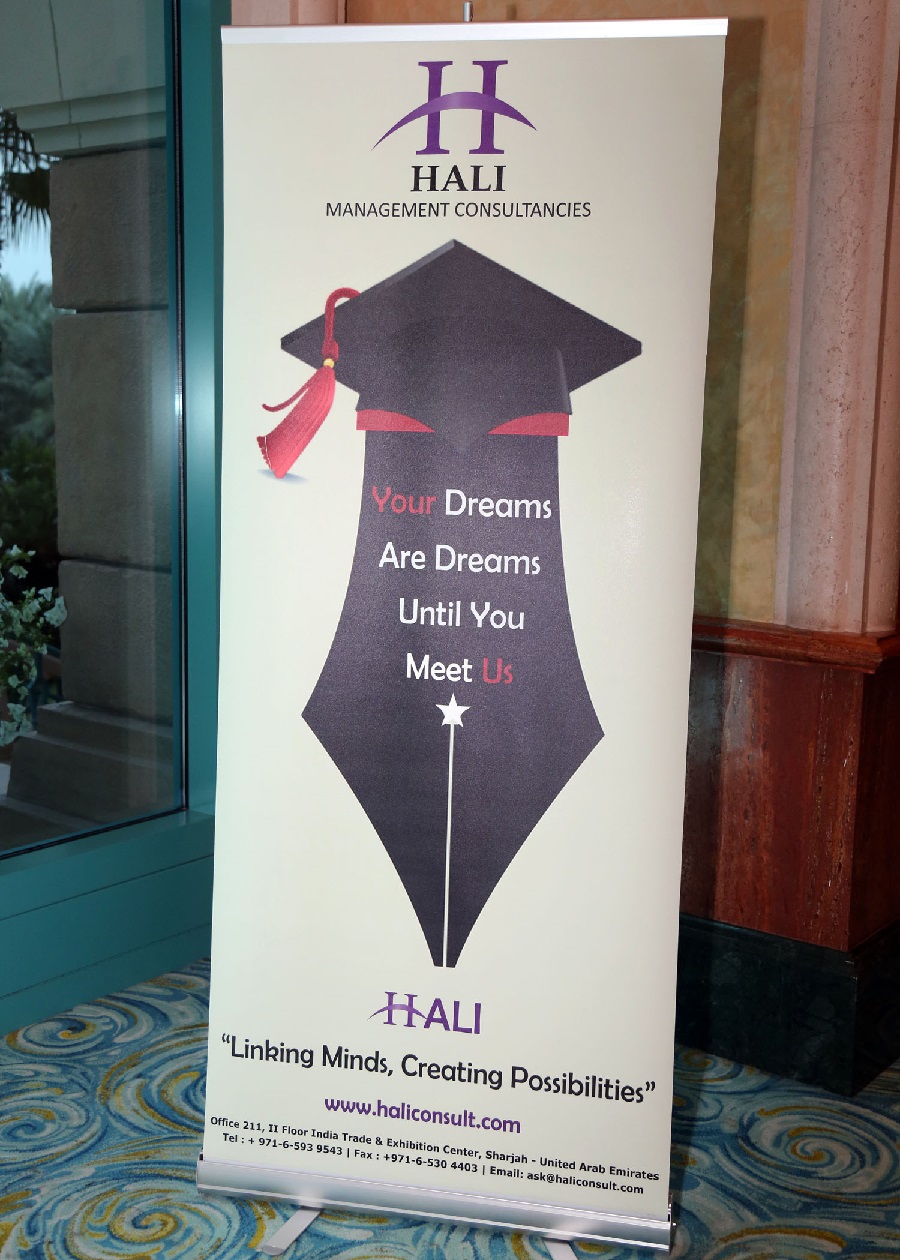 H
HALI
MANAGEMENT CONSULTANCIES
Your Dreams
Are Dreams
Until You
Meet Us
HALI
“Linking Minds, Creating Possibilities”
www.haliconsult.com
Office 211, II Floor India Trade & Exhibition Center, Sharjah - United Arab Emirates
Tel : + 971-6-593 9543 | Fax : +971-6-530 4403 | Email: ask@haliconsult.com